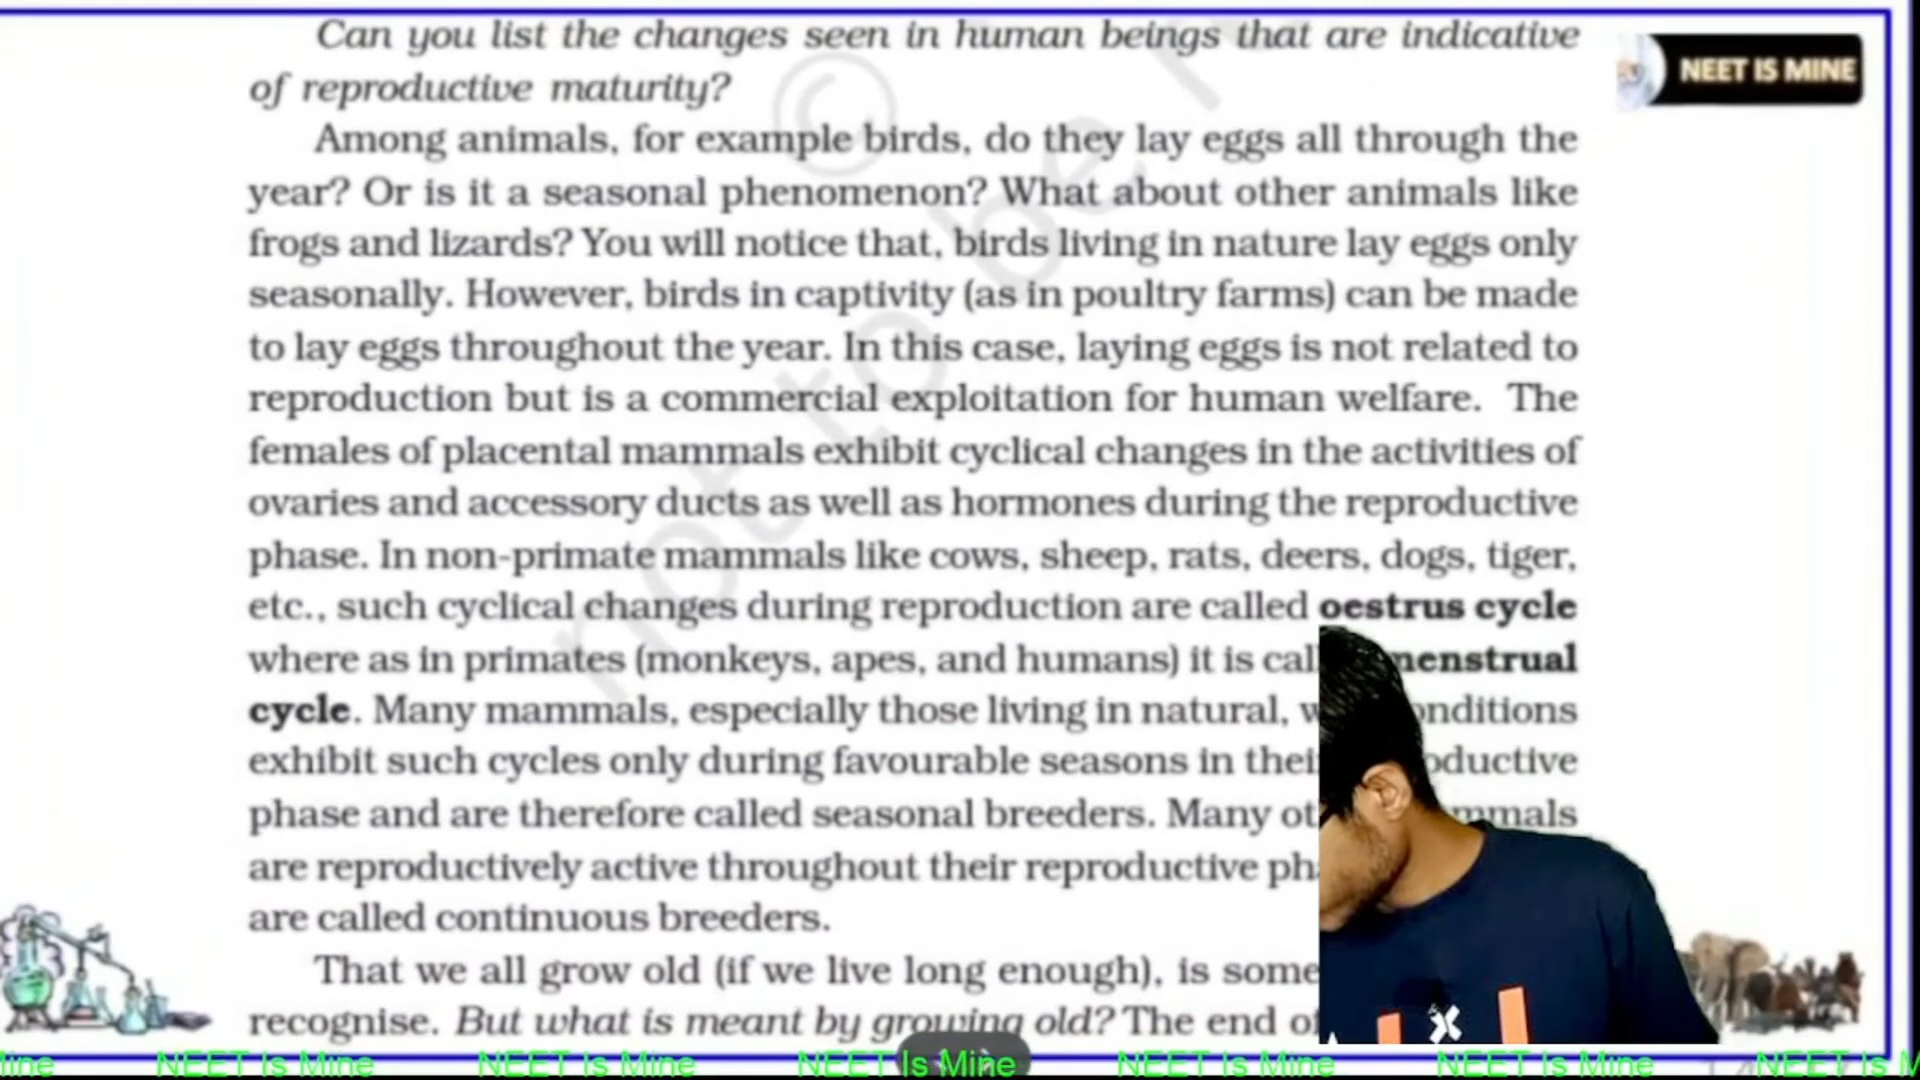 Can you list the changes seen in human beings that are indicative
of reproductive maturity?
NEET IS MINE
Among animals, for example birds, do they lay eggs all through the
year? Or is it a seasonal phenomenon? What about other animals like
frogs and lizards? You will notice that, birds living in nature lay eggs only
seasonally. However, birds in captivity (as in poultry farms) can be made
to lay eggs throughout the year. In this case, laying eggs is not related to
reproduction but is a commercial exploitation for human welfare. The
females of placental mammals exhibit cyclical changes in the activities of
ovaries and accessory ducts as well as hormones during the reproductive
phase. In non-primate mammals like cows, sheep, rats, deers, dogs, tiger,
etc., such cyclical changes during reproduction are called oestrus cycle
where as in primates (monkeys, apes, and humans) it is menstrual
cycle. Many mammals, especially those living in natural,
exhibit such cycles only during favourable seasons in
phase and are therefore called seasonal breeders. Many
are reproductively active throughout their reproductive
are called continuous breeders.
That we all grow old (if we live long enough), is
recognise. But what is meant by growing old? The end
NEET Is Mine NEET Is Mine NEET Is Mine NEET Is Mine NEET Is Mine
not to be